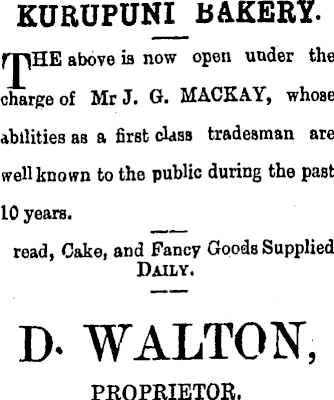 KURUPUNI BAKERY.
THE above is now open under the
charge of Mr J. G. MACKAY, whose
abilities as a first class tradesman are
well known to the public during the past
10 years.
read, Cake, and Fancy Goods Supplied
DAILY.
D. WALTON,
PROPRIETOR.